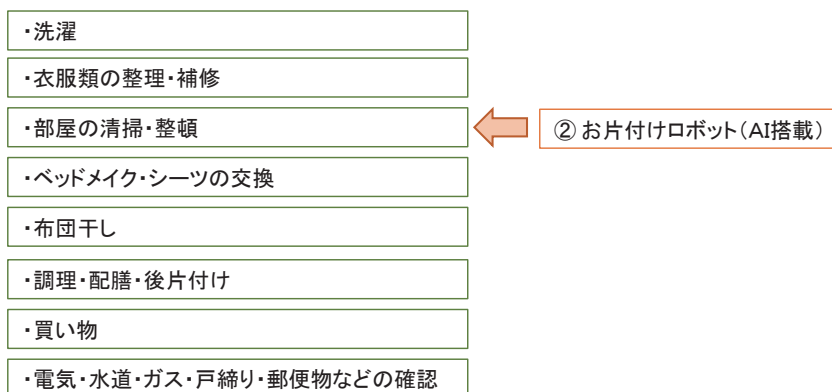 ・洗濯
・衣服類の整理・補修
・部屋の清掃・整頓
② お片付けロボット（AI搭載）
・ベッドメイク・シーツの交換
・布団干し
・調理・配膳・後片付け
・買い物
・電気・水道・ガス・戸締り・郵便物などの確認